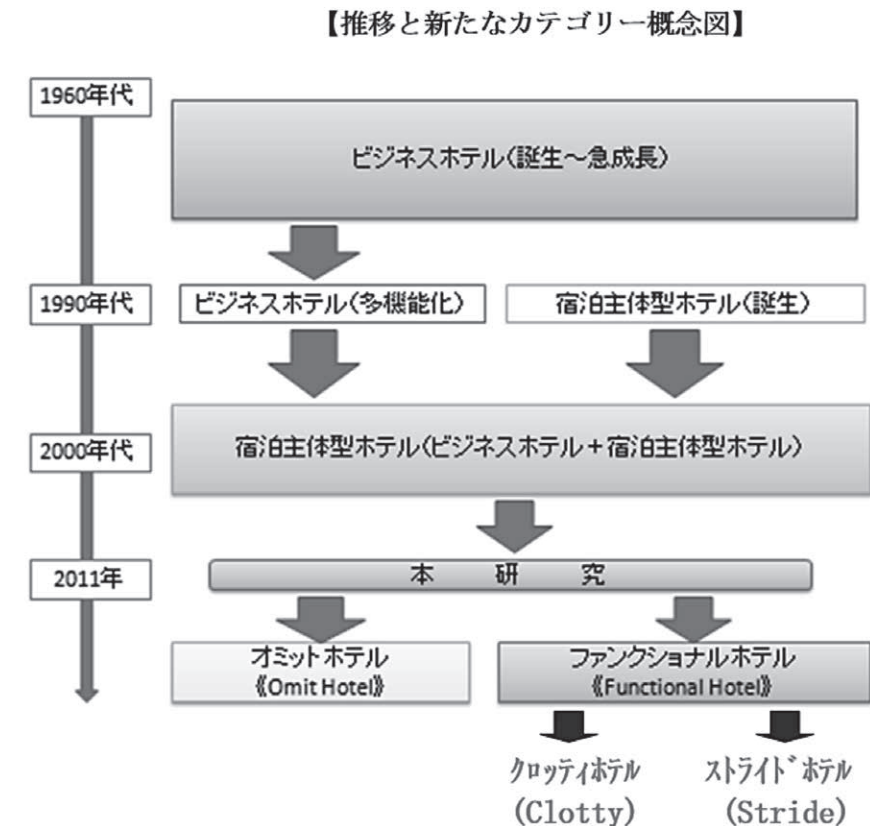 【推移と新たなカテゴリー概念図】
1960年代
ビジネスホテル(誕生～急成長)
1990年代
ビジネスホテル(多機能化)
宿泊主体型ホテル(誕生)
2000年代
宿泊主体型ホテル(ビジネスホテル+宿泊主体型ホテル)
2011年
本　研　究
オミットホテル
《Omit Hotel》
ファンクショナルホテル
《Functional Hotel》
ｸﾛｯﾃｨﾎﾃﾙ
(Clotty)
ｽﾄﾗｲﾄﾞﾎﾃﾙ
(Stride)